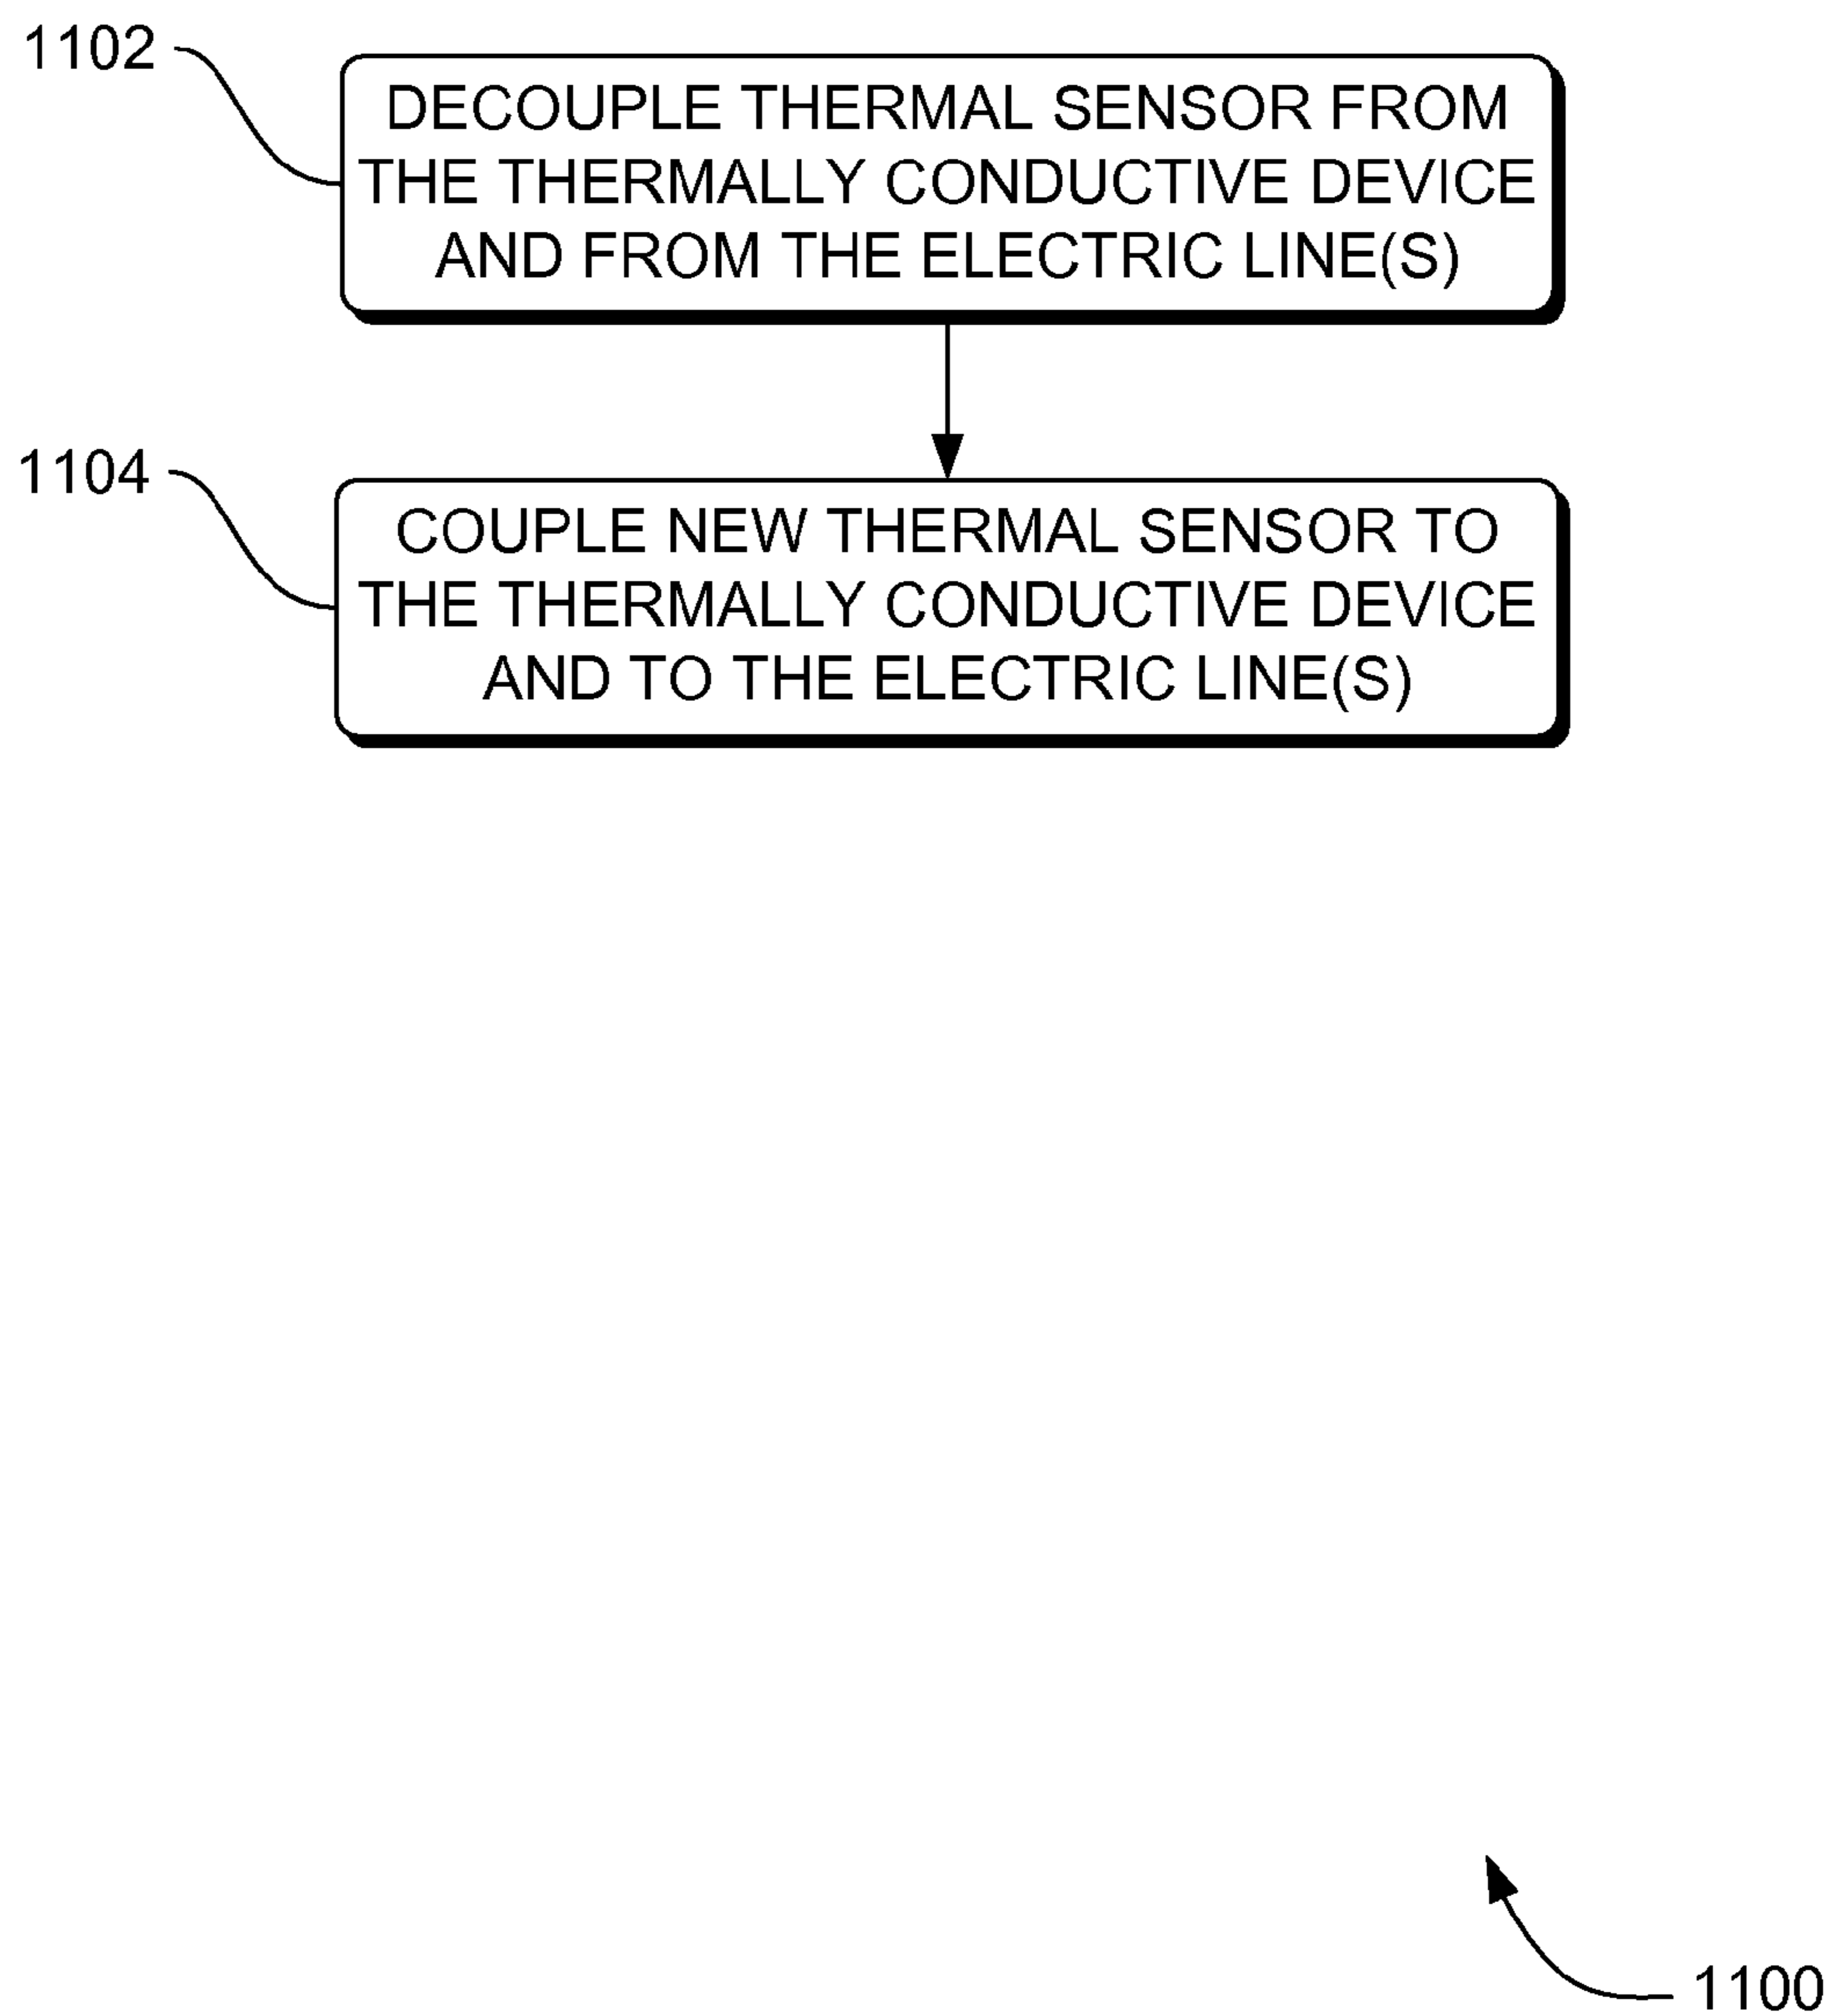 1102
DECOUPLE THERMAL SENSOR FROM
THE THERMALLY CONDUCTIVE DEVICE
AND FROM THE ELECTRIC LINE(S)
1104
COUPLE NEW THERMAL SENSOR TO
THE THERMALLY CONDUCTIVE DEVICE
AND TO THE ELECTRIC LINE(S)
1100